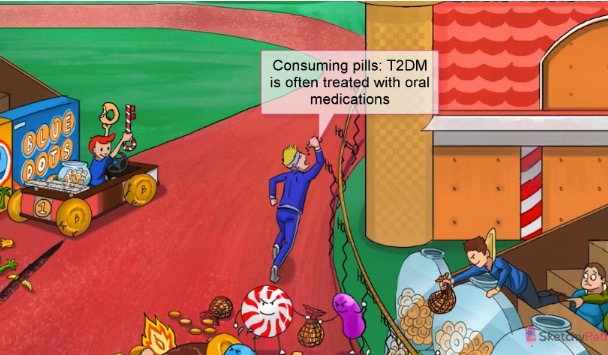 Consuming pills: T2DM
is often treated with oral
medications
BLUE
DOTS
1
B
B
SketchyPath